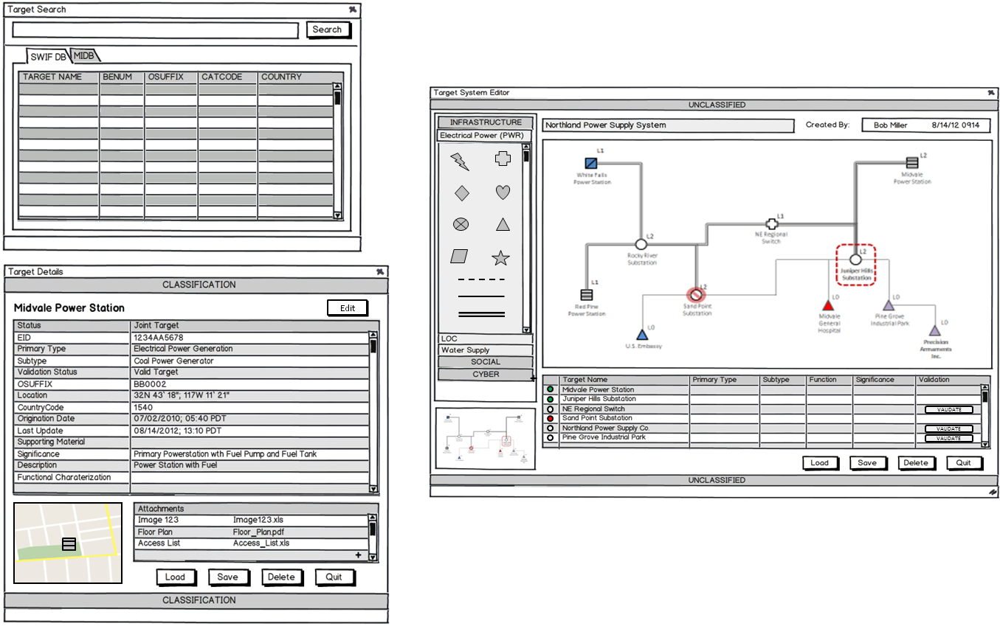 Target Search
Search
SWIF DB MIDB
TARGET NAME BENUM OSUFFIX CATCODE COUNTRY
Target Details
CLASSIFICATION
Midvale Power Station Edit
Status Joint Target
EID 1234AA5678
Primary Type Electrical Power Generation
Subtype Coal Power Generator
Validation Status Valid Target
OSUFFIX BB0002
Location 32N 43' 18"; 117W 11' 21"
CountryCode 1540
Origination Date 07/02/2010; 05:40 PDT
Last Update 08/14/2012; 13:10 PDT
Supporting Material
Significance Primary Powerstation wth Fuel Pump and Fuel Tank
Description Power Station with Fuel
Functional Charaterization
Attachments
Image 123 Image123.xls
Floor Plan Floor_Plan.pdf
Access List Access_List.xls
+
Load Save Delete Quit
CLASSIFICATION
Target System Editor
UNCLASSIFIED
INFRASTRUCTURE
Electrical Power (PWR)
LOC
Water Supply
SOCIAL
CYBER
Northland Power Supply System Created By: Bob Miller 8/14/12 0914
L1
White Falls
Power Station
L2
Midvale
Power Station
L1
NE Regional
Switch
L2
Rocky River
Substation
L2
Juniper Hills
Substation
L1
Red Pine
Power Station
L2
Sand Point
Substation
L0
U.S. Embassy
L0
Midvale
General
Hospital
L0
Pine Grove
Industrial Park
L0
Precision
Armaments
Inc.
Target Name Primary Type Subtype Function Significance Validation
Midvale Power Station
Juniper Hills Substation
NE Regional Switch VALIDATE
Sand Point Substation
Northland Power Supply Co. VALIDATE
Pine Grove Industrial Park VALIDATE
Load Save Delete Quit
UNCLASSIFIED